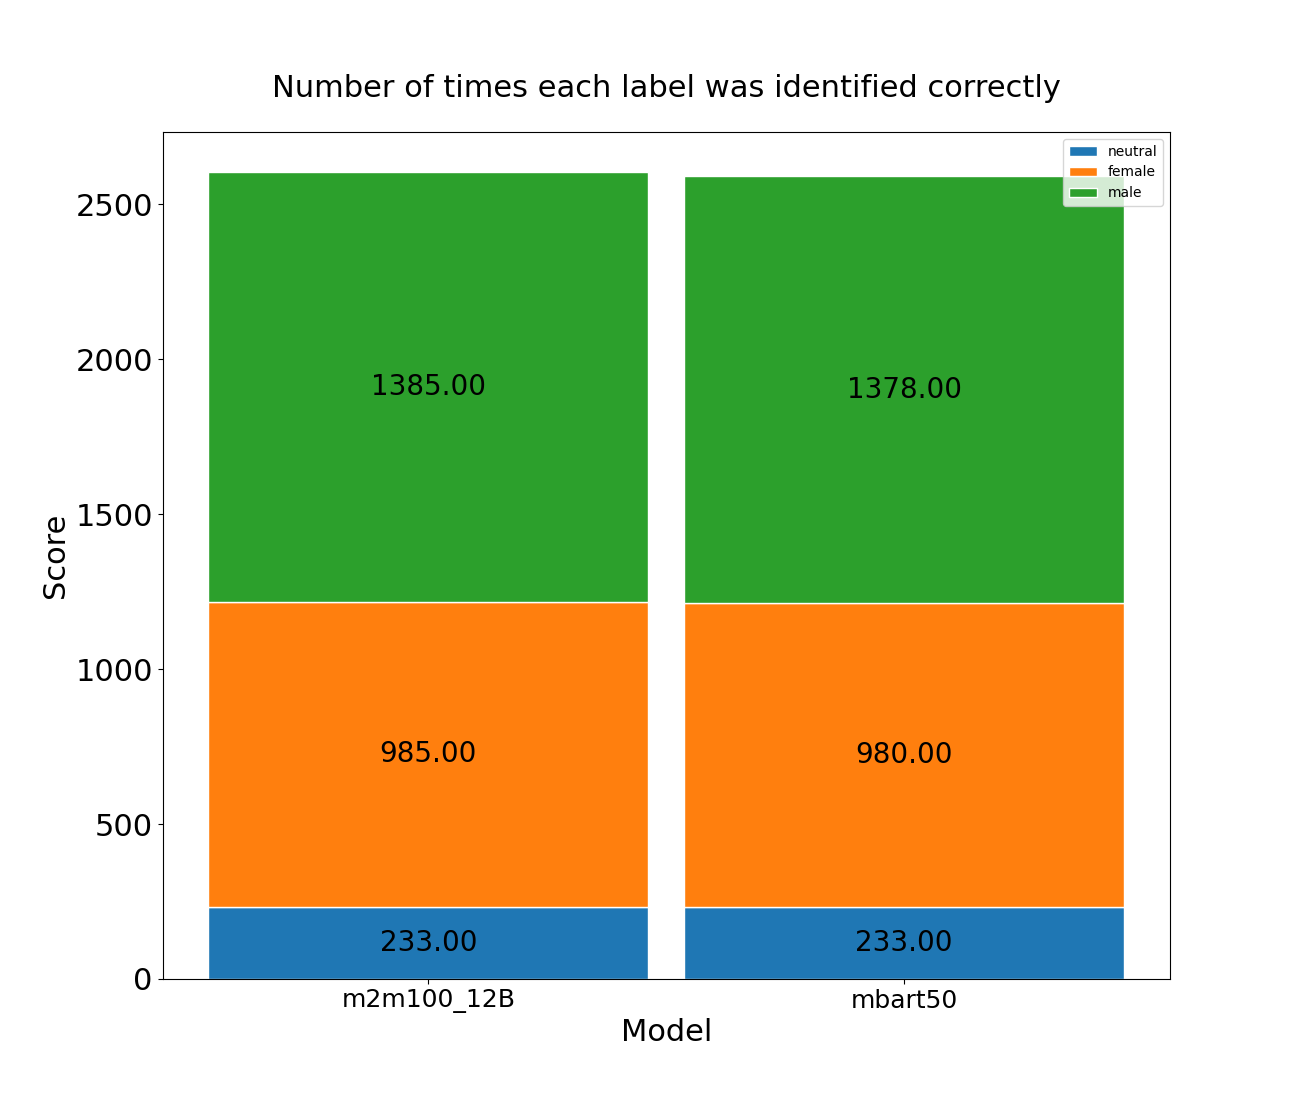 Number of times each label was identified correctly
neutral
female
male
2500
2000
1500
1000
500
0
Score
1385.00
1378.00
985.00
980.00
233.00
233.00
m2m100_12B
mbart50
Model